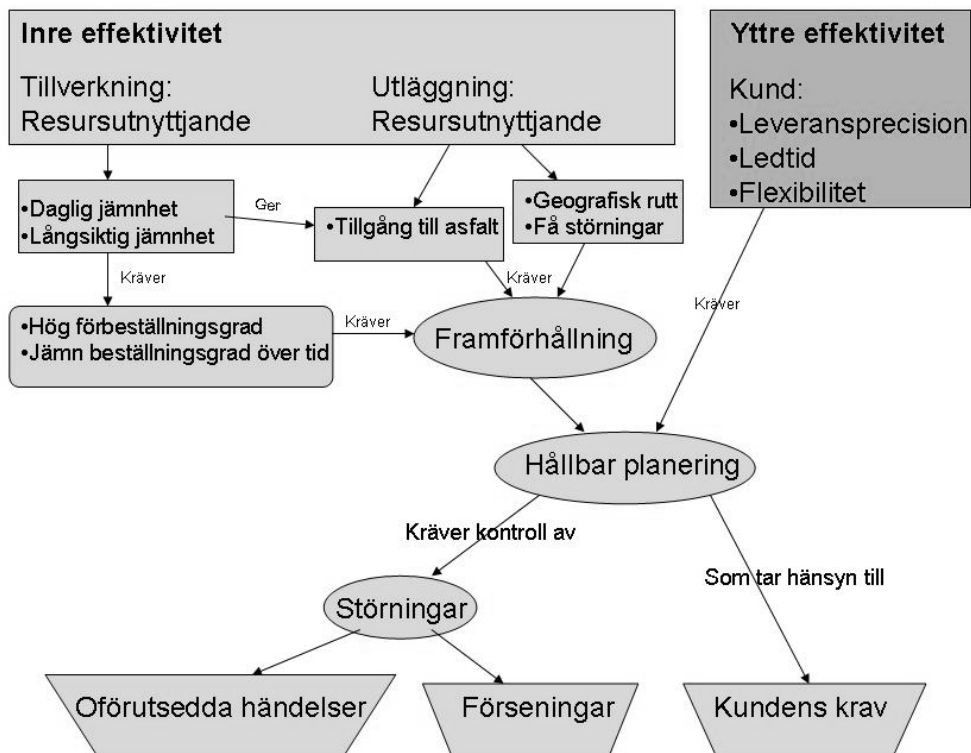 Inre effektivitet
Tillverkning:
Resursutnyttjande
Utläggning:
Resursutnyttjande
Yttre effektivitet
Kund:
•Leveransprecision
•Ledtid
•Flexibilitet
•Daglig jämnhet
•Långsiktig jämnhet
Ger
•Tillgång till asfalt
•Geografisk rutt
•Få störningar
Kräver
Kräver
Kräver
•Hög förbeställningsgrad
•Jämn beställningsgrad över tid
Kräver
Framförhållning
Hållbar planering
Kräver kontroll av
Som tar hänsyn till
Störningar
Oförutsedda händelser
Förseningar
Kundens krav